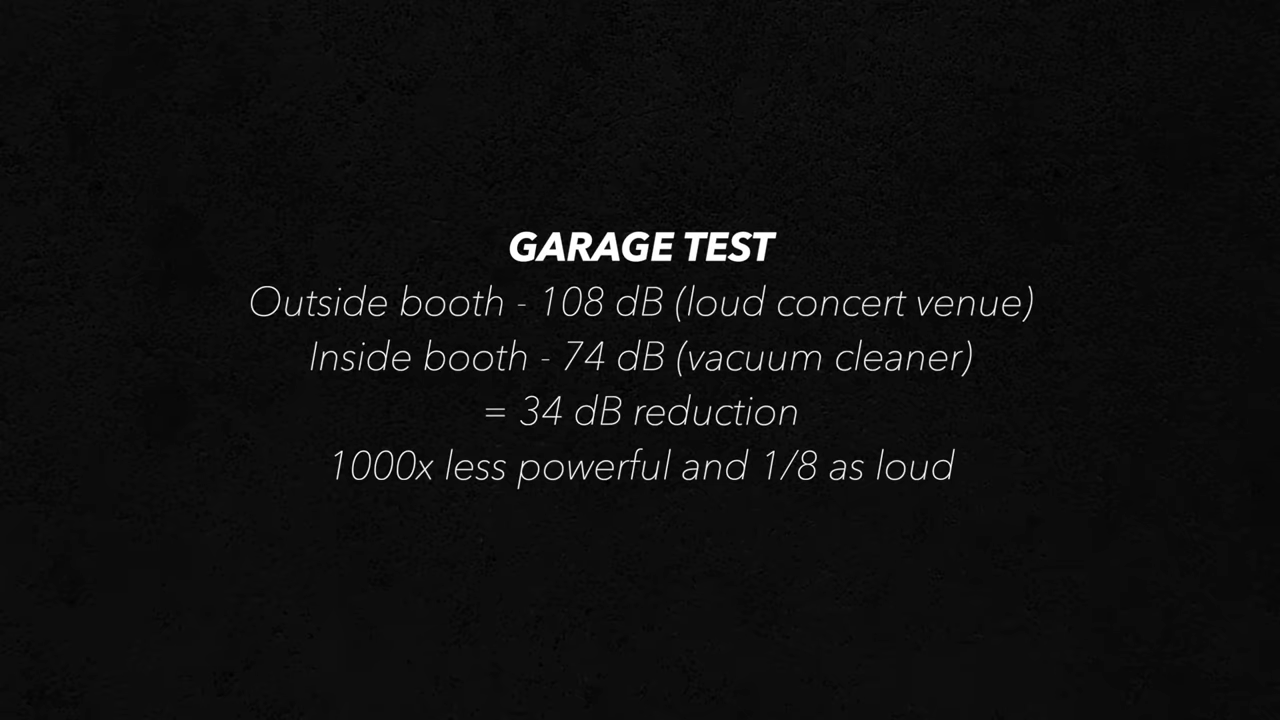 GARAGE TEST
Outside booth - 108 dB (loud concert venue)
Inside booth - 74 dB (vacuum cleaner)
= 34 dB reduction
1000x less powerful and 1/8 as loud